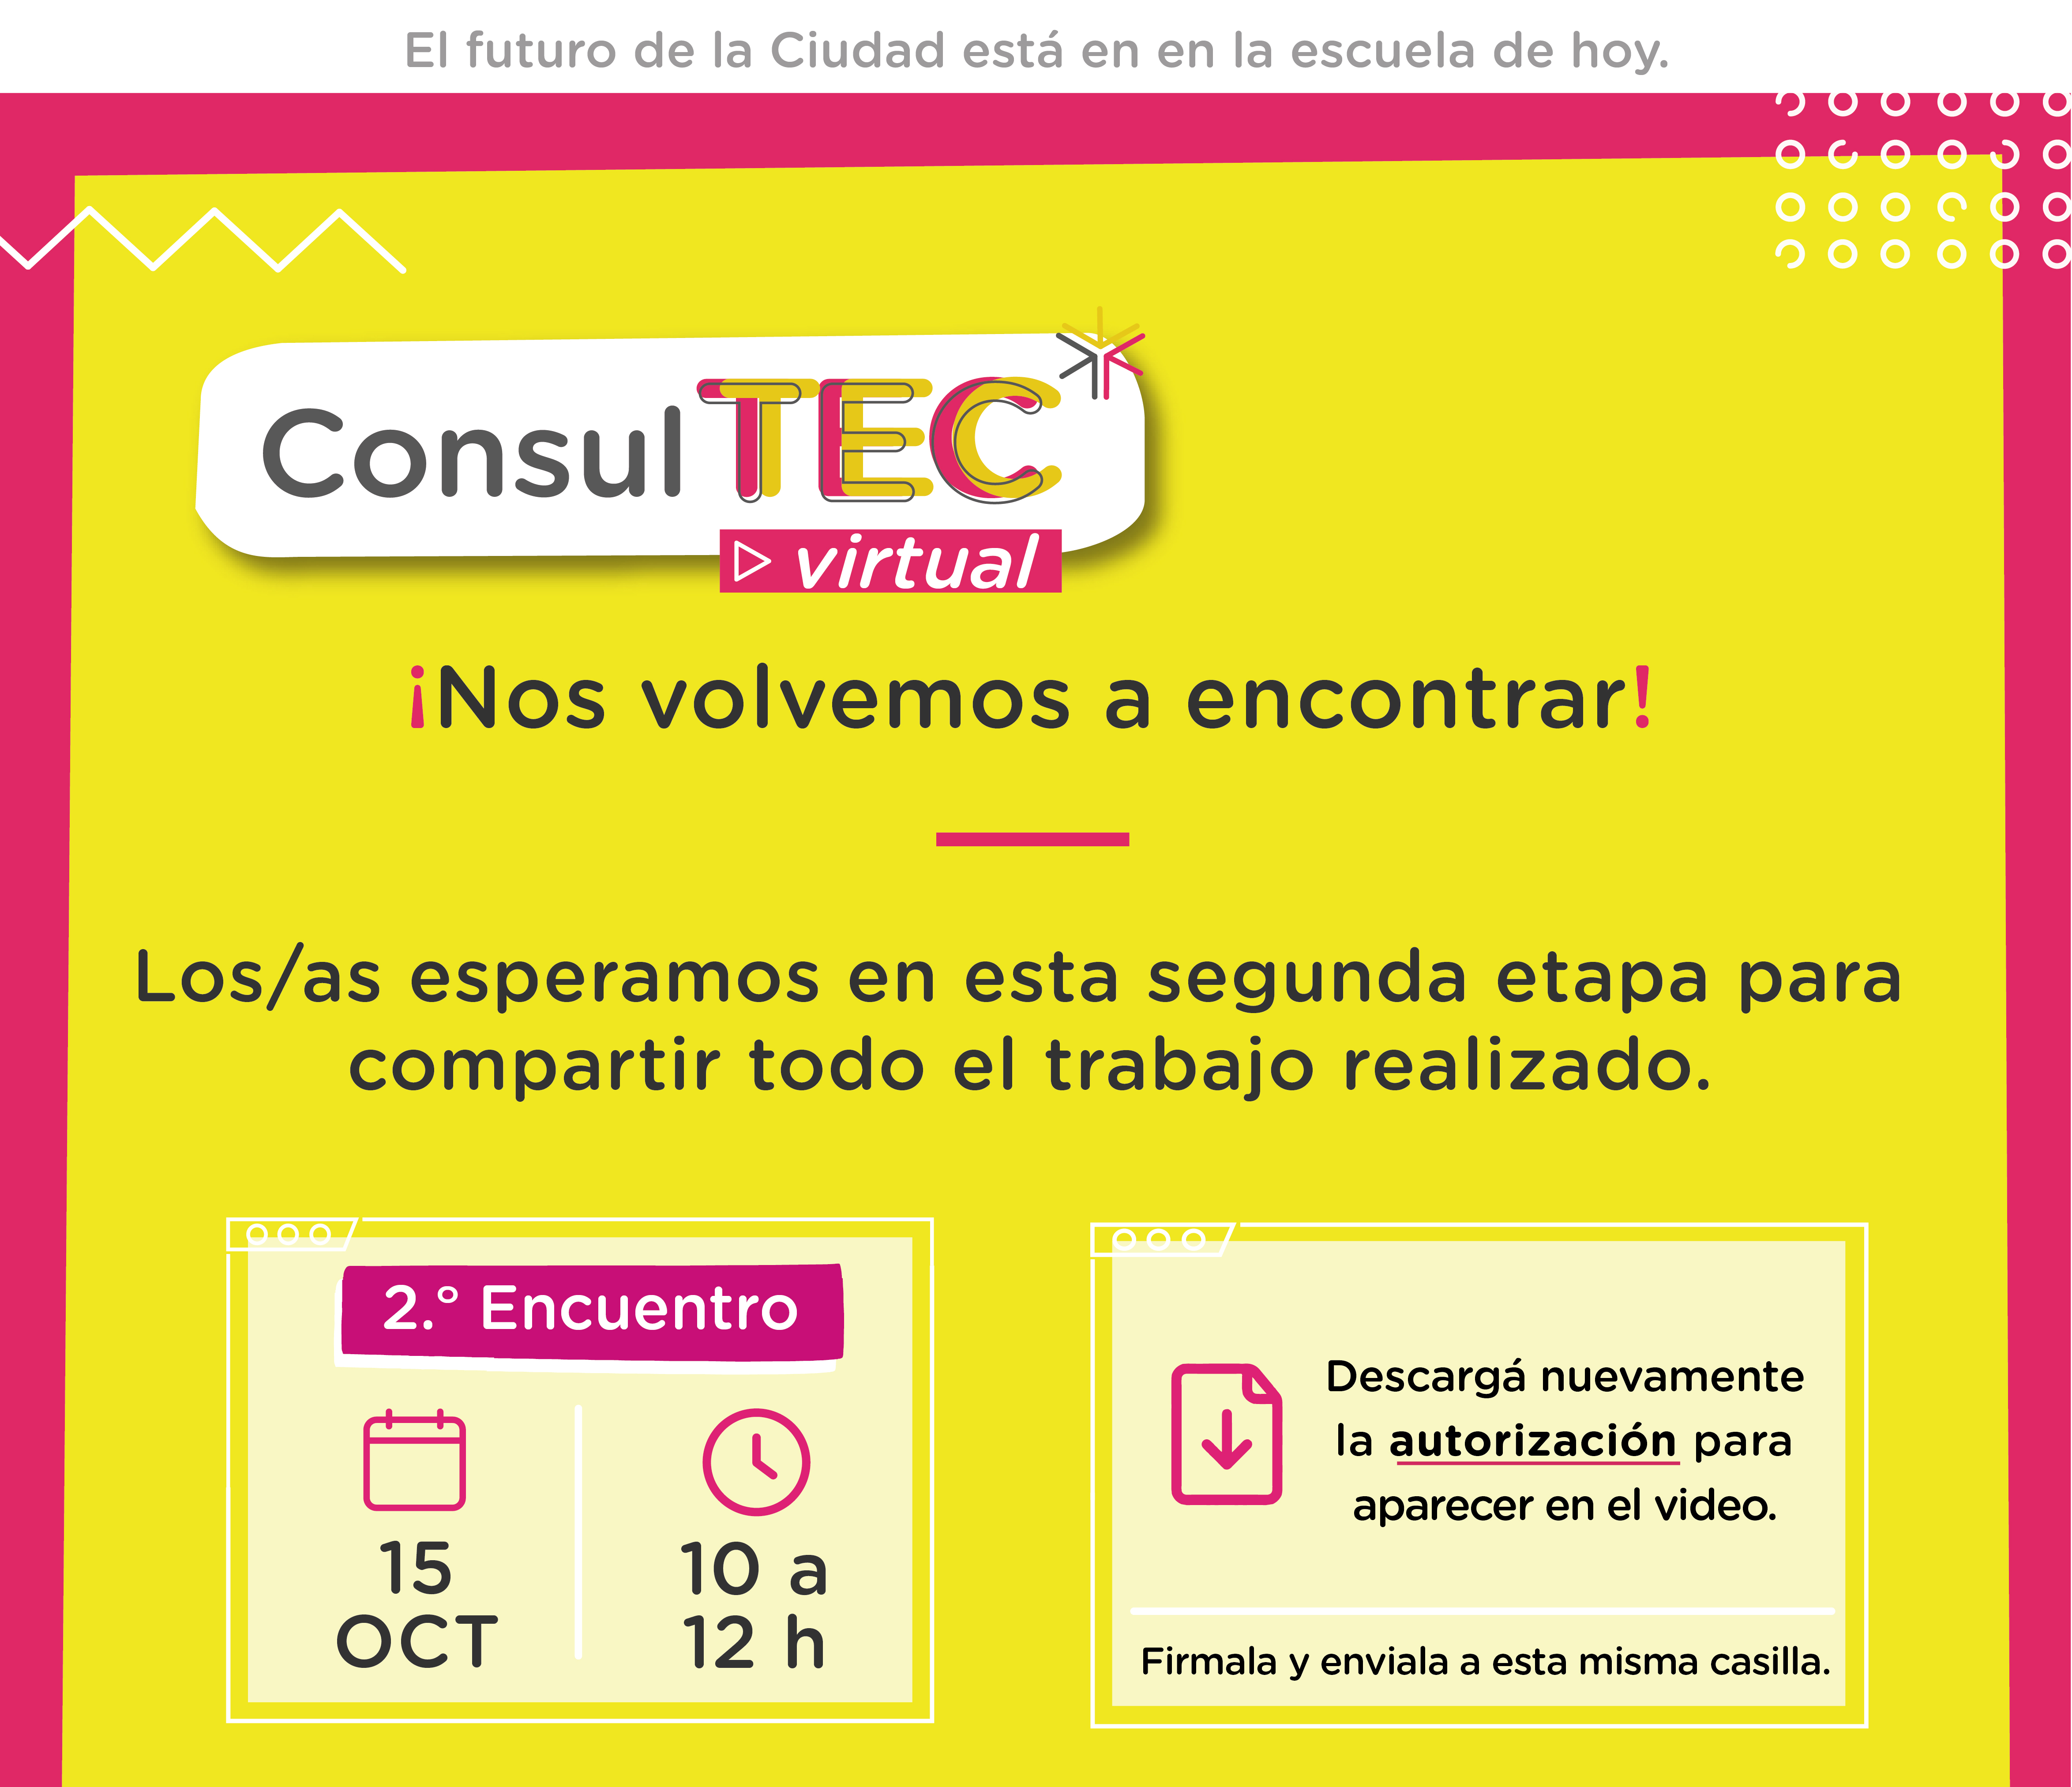 El futuro de la Ciudad está en en la escuela de hoy.
ConsulTEC
virtual
¡Nos volvemos a encontrar!
Los/as esperamos en esta segunda etapa para
compartir todo el trabajo realizado.
2.º Encuentro
15
OCT
10 a
12 h
Descargá nuevamente
la autorización para
aparecer en el video.
Firmala y enviala a esta misma casilla.